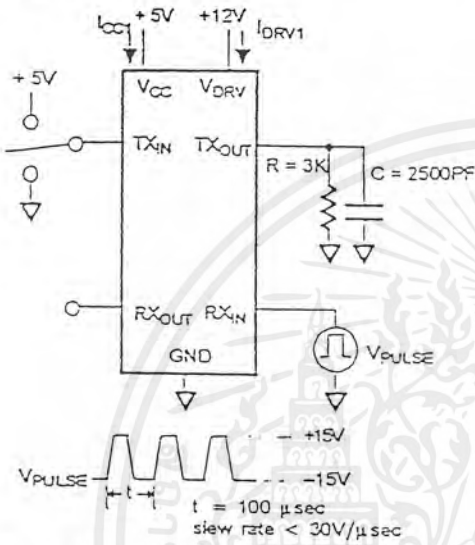 ICC1 +5V +12V IDRV1
+5V
VCC VDRV
TXIN TXOUT
R = 3K C = 2500PF
RXOUT RXIN
GND
VPULSE
+15V
VPULSE -15V
t
t = 100 µsec
slew rate < 30V/µsec